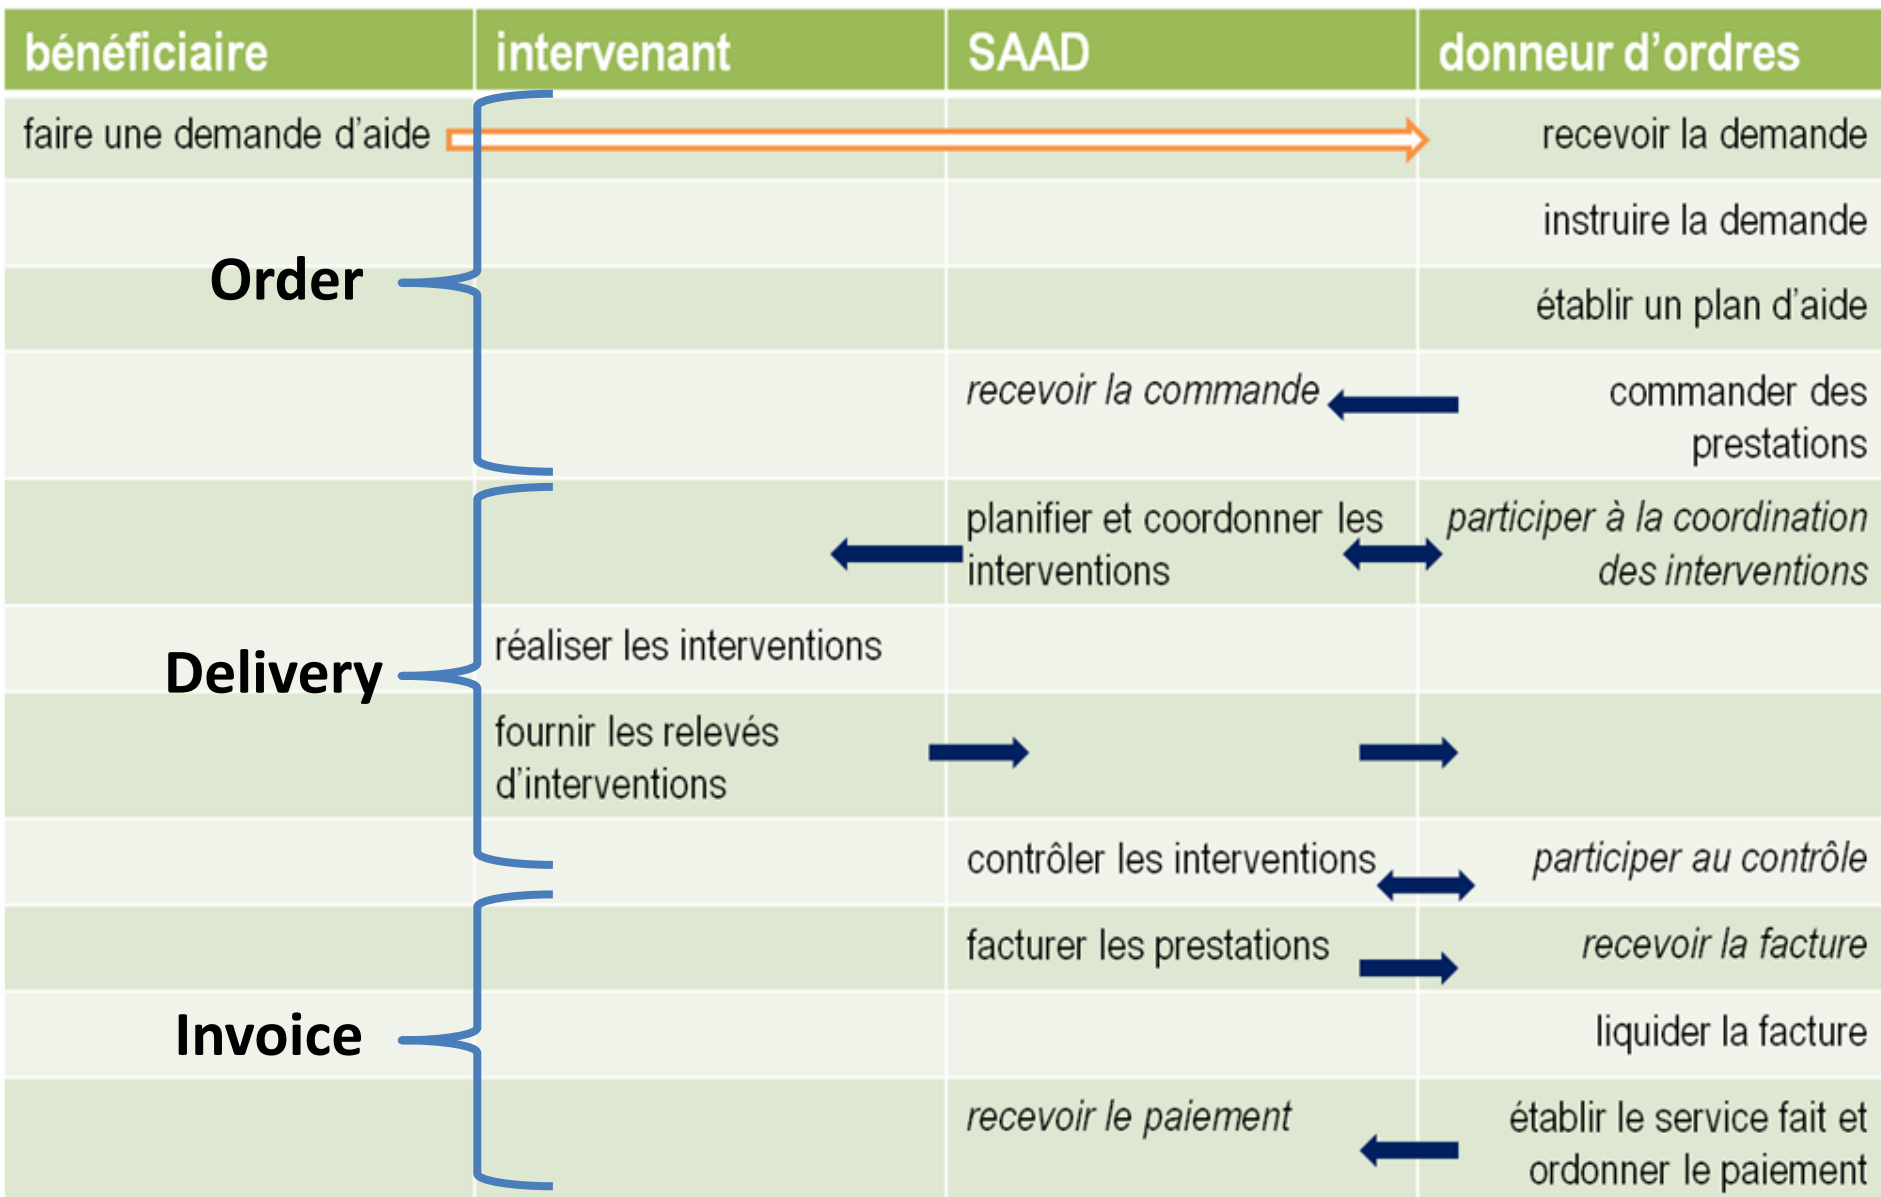 bénéficiaire
intervenant
SAAD
donneur d’ordres
faire une demande d’aide
recevoir la demande
instruire la demande
Order
établir un plan d’aide
recevoir la commande
commander des
prestations
planifier et coordonner les
interventions
participer à la coordination
des interventions
réaliser les interventions
Delivery
fournir les relevés
d’interventions
contrôler les interventions
participer au contrôle
facturer les prestations
recevoir la facture
Invoice
liquider la facture
recevoir le paiement
établir le service fait et
ordonner le paiement